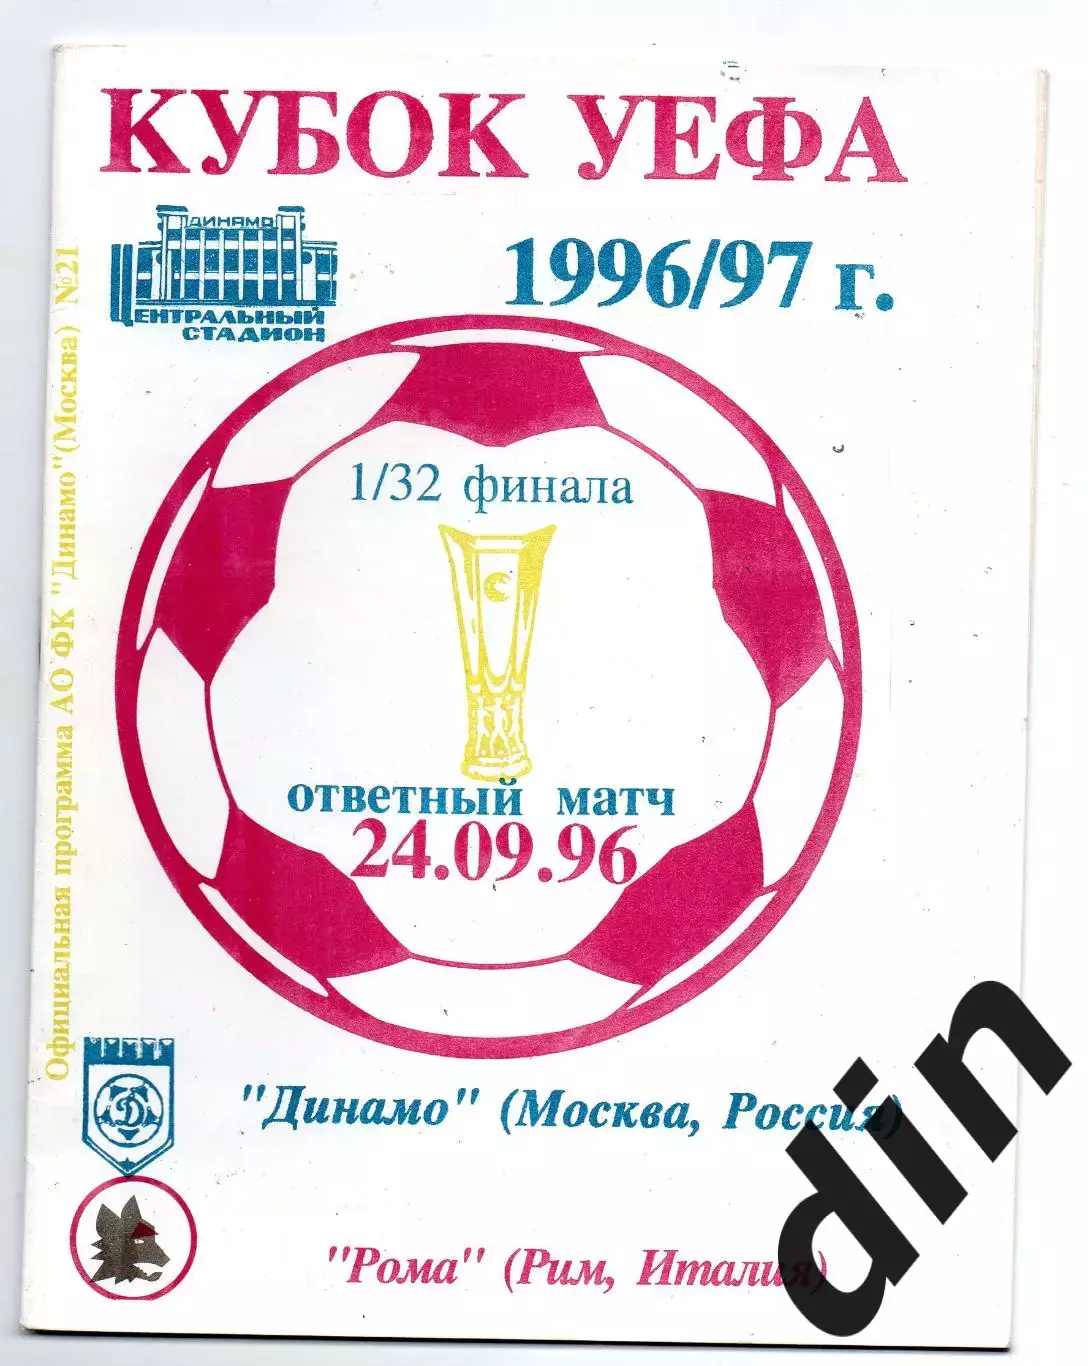 КУБОК УЕФА
ДИНАМО
ЦЕНТРАЛЬНЫЙ
СТАДИОН
1996/97 г.
Официальная программа АО ФК "Динамо"(Москва) №21
1/32 финала
ответный матч
24.09.96
Д
"Динамо" (Москва, Россия)
"Рома" (Рим, Италия)
din